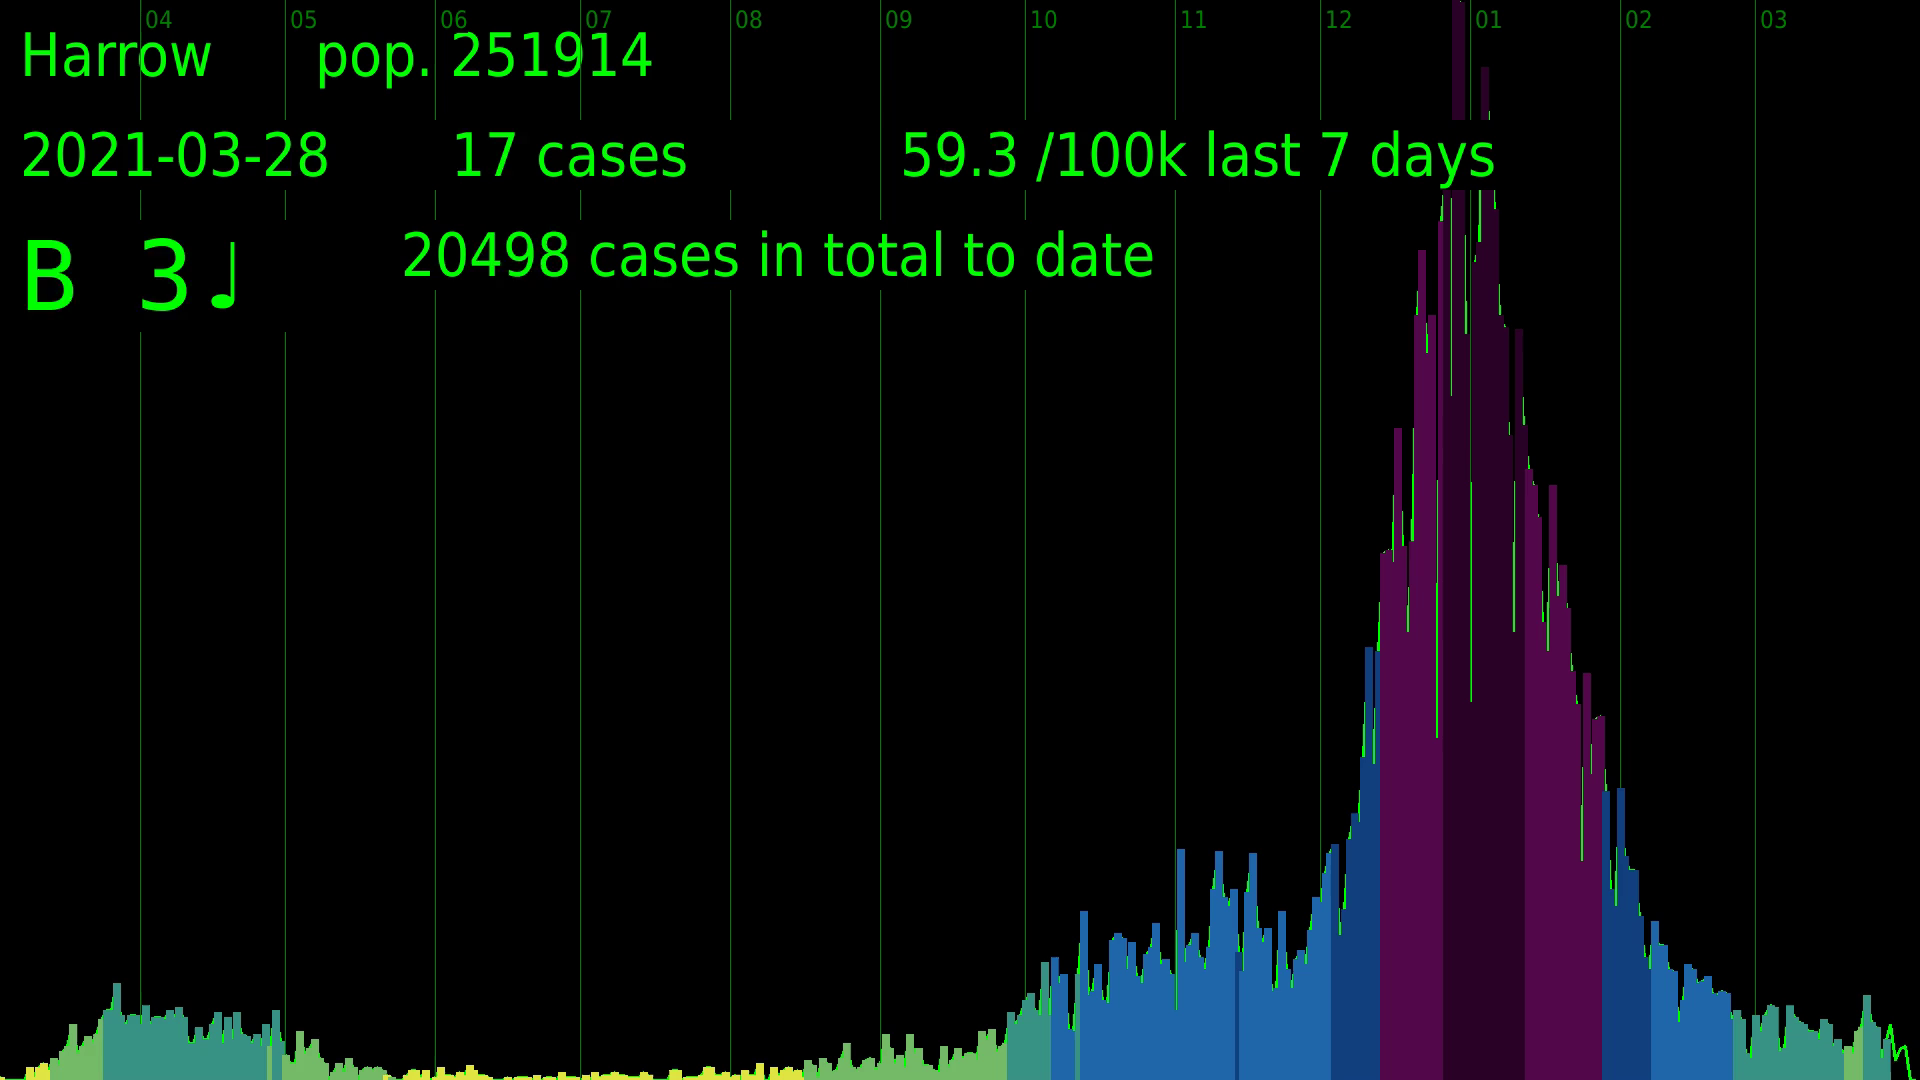 04 05 06 07 08 09 10 11 12 01 02 03
Harrow pop. 251914
2021-03-28 17 cases 59.3 /100k last 7 days
B 3♩ 20498 cases in total to date